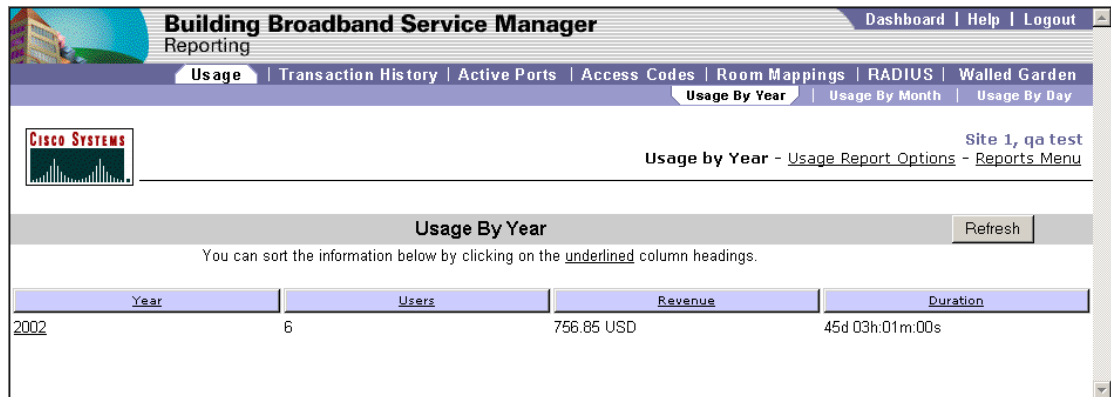 Building Broadband Service Manager
Dashboard | Help | Logout
Reporting
Usage | Transaction History | Active Ports | Access Codes | Room Mappings | RADIUS | Walled Garden
Usage By Year | Usage By Month | Usage By Day
CISCO SYSTEMS
Site 1, qa test
Usage by Year - Usage Report Options - Reports Menu
Usage By Year
Refresh
You can sort the information below by clicking on the underlined column headings.
Year Users Revenue Duration
2002 6 756.85 USD 45d 03h:01m:00s